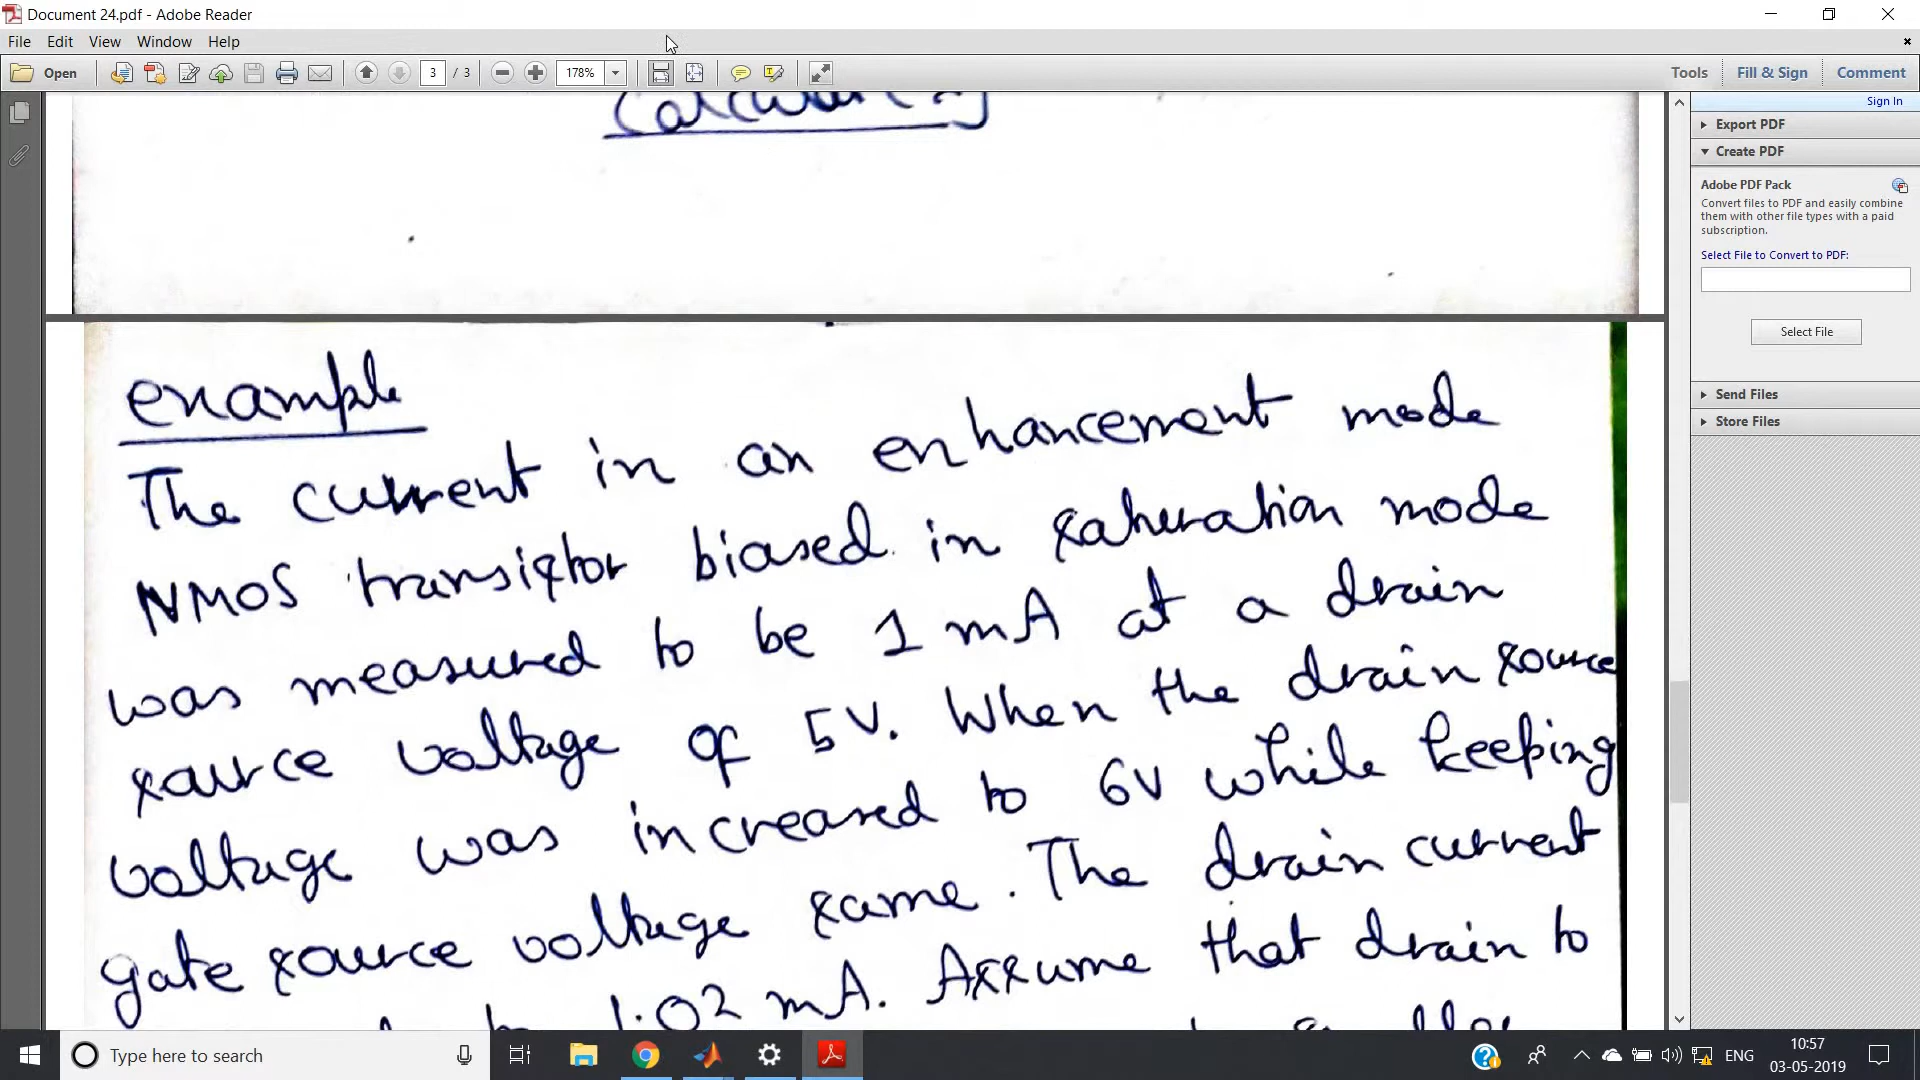 Document 24.pdf - Adobe Reader
File Edit View Window Help
Open 3 / 3 178% Tools Fill & Sign Comment
Sign In
Export PDF
Create PDF
Adobe PDF Pack
Convert files to PDF and easily combine
them with other file types with a paid
subscription.
Select File to Convert to PDF:
Select File
Send Files
Store Files
example
The current in an enhancement mode
NMOS transistor biased in saturation mode
was measured to be 1 mA at a drain
source voltage of 5V. When the drain source
voltage was increased to 6V while keeping
gate source voltage same. The drain current
to 1.02 mA. Assume that drain to
Type here to search
ENG
10:57
03-05-2019